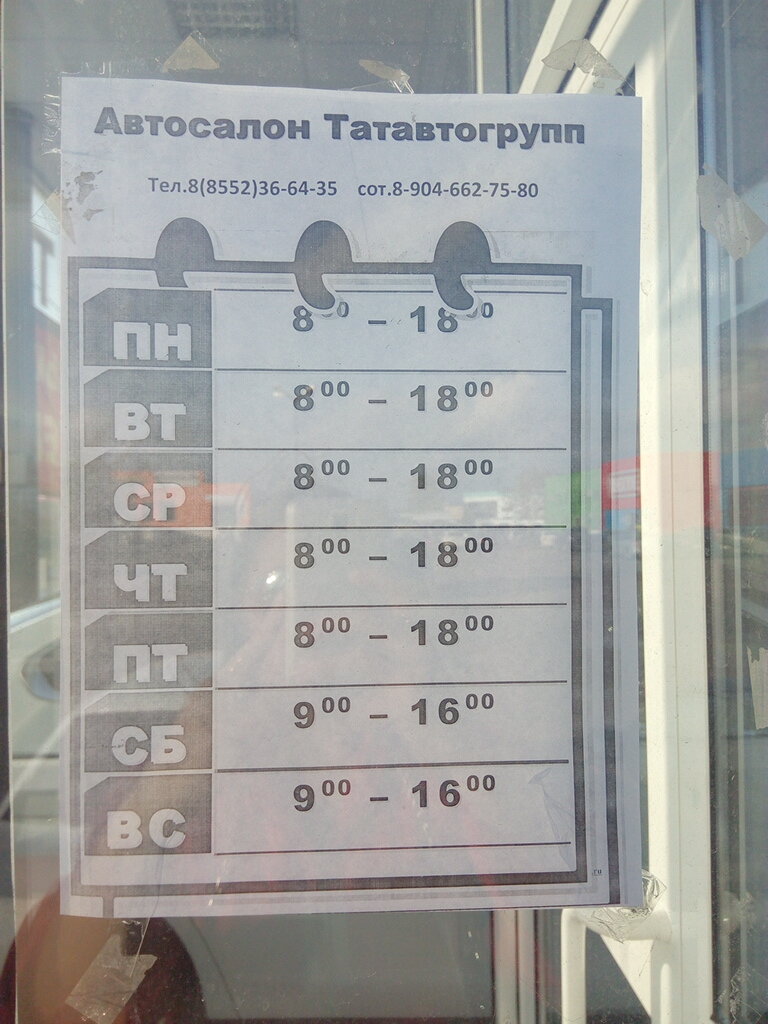 Автосалон Татавтогрупп
Тел.8(8552)36-64-35 сот.8-904-662-75-80
ПН 8⁰⁰ – 18⁰⁰
ВТ 8⁰⁰ – 18⁰⁰
СР 8⁰⁰ – 18⁰⁰
ЧТ 8⁰⁰ – 18⁰⁰
ПТ 8⁰⁰ – 18⁰⁰
СБ 9⁰⁰ – 16⁰⁰
ВС 9⁰⁰ – 16⁰⁰
.ru